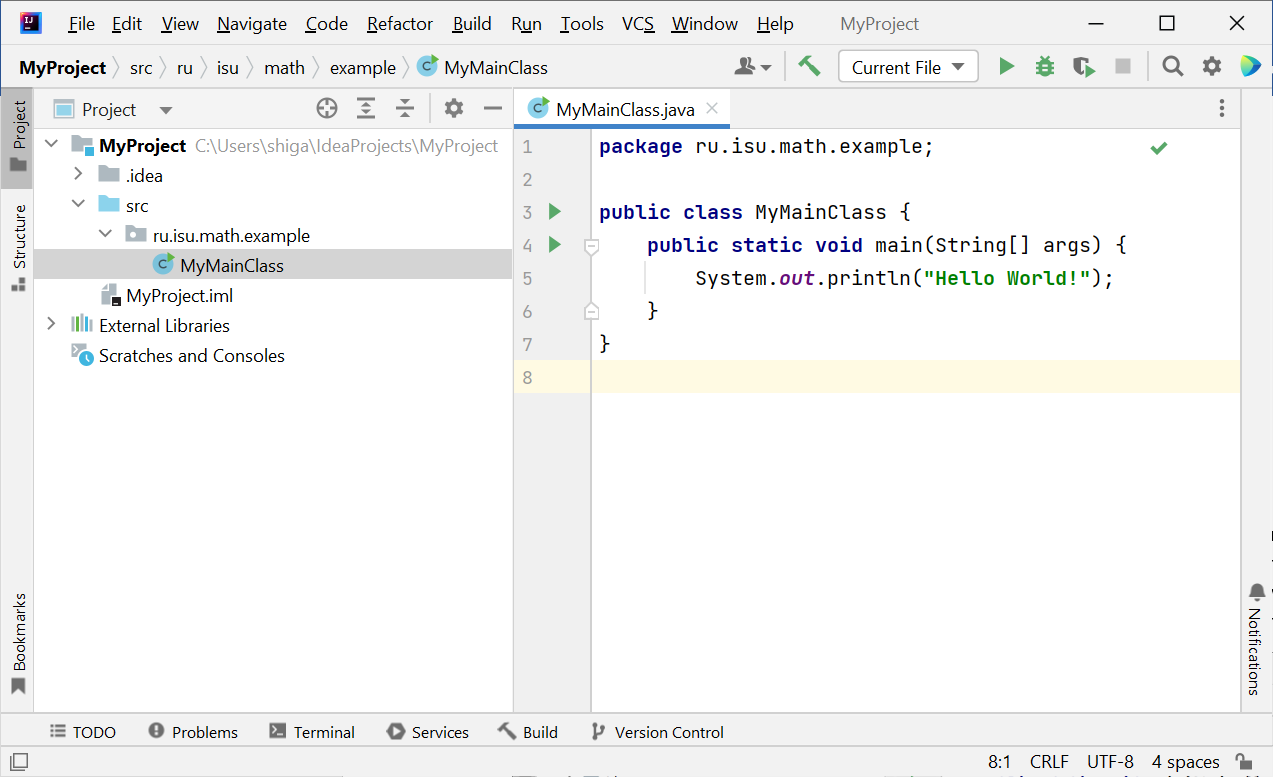 File Edit View Navigate Code Refactor Build Run Tools VCS Window Help MyProject
MyProject src ru isu math example MyMainClass Current File
Project
Structure
Bookmarks
Project
MyProject C:\Users\shiga\IdeaProjects\MyProject
.idea
src
ru.isu.math.example
MyMainClass
MyProject.iml
External Libraries
Scratches and Consoles
MyMainClass.java
1 package ru.isu.math.example;
2
3 public class MyMainClass {
4 public static void main(String[] args) {
5 System.out.println("Hello World!");
6 }
7 }
8
Notifications
TODO Problems Terminal Services Build Version Control
8:1 CRLF UTF-8 4 spaces